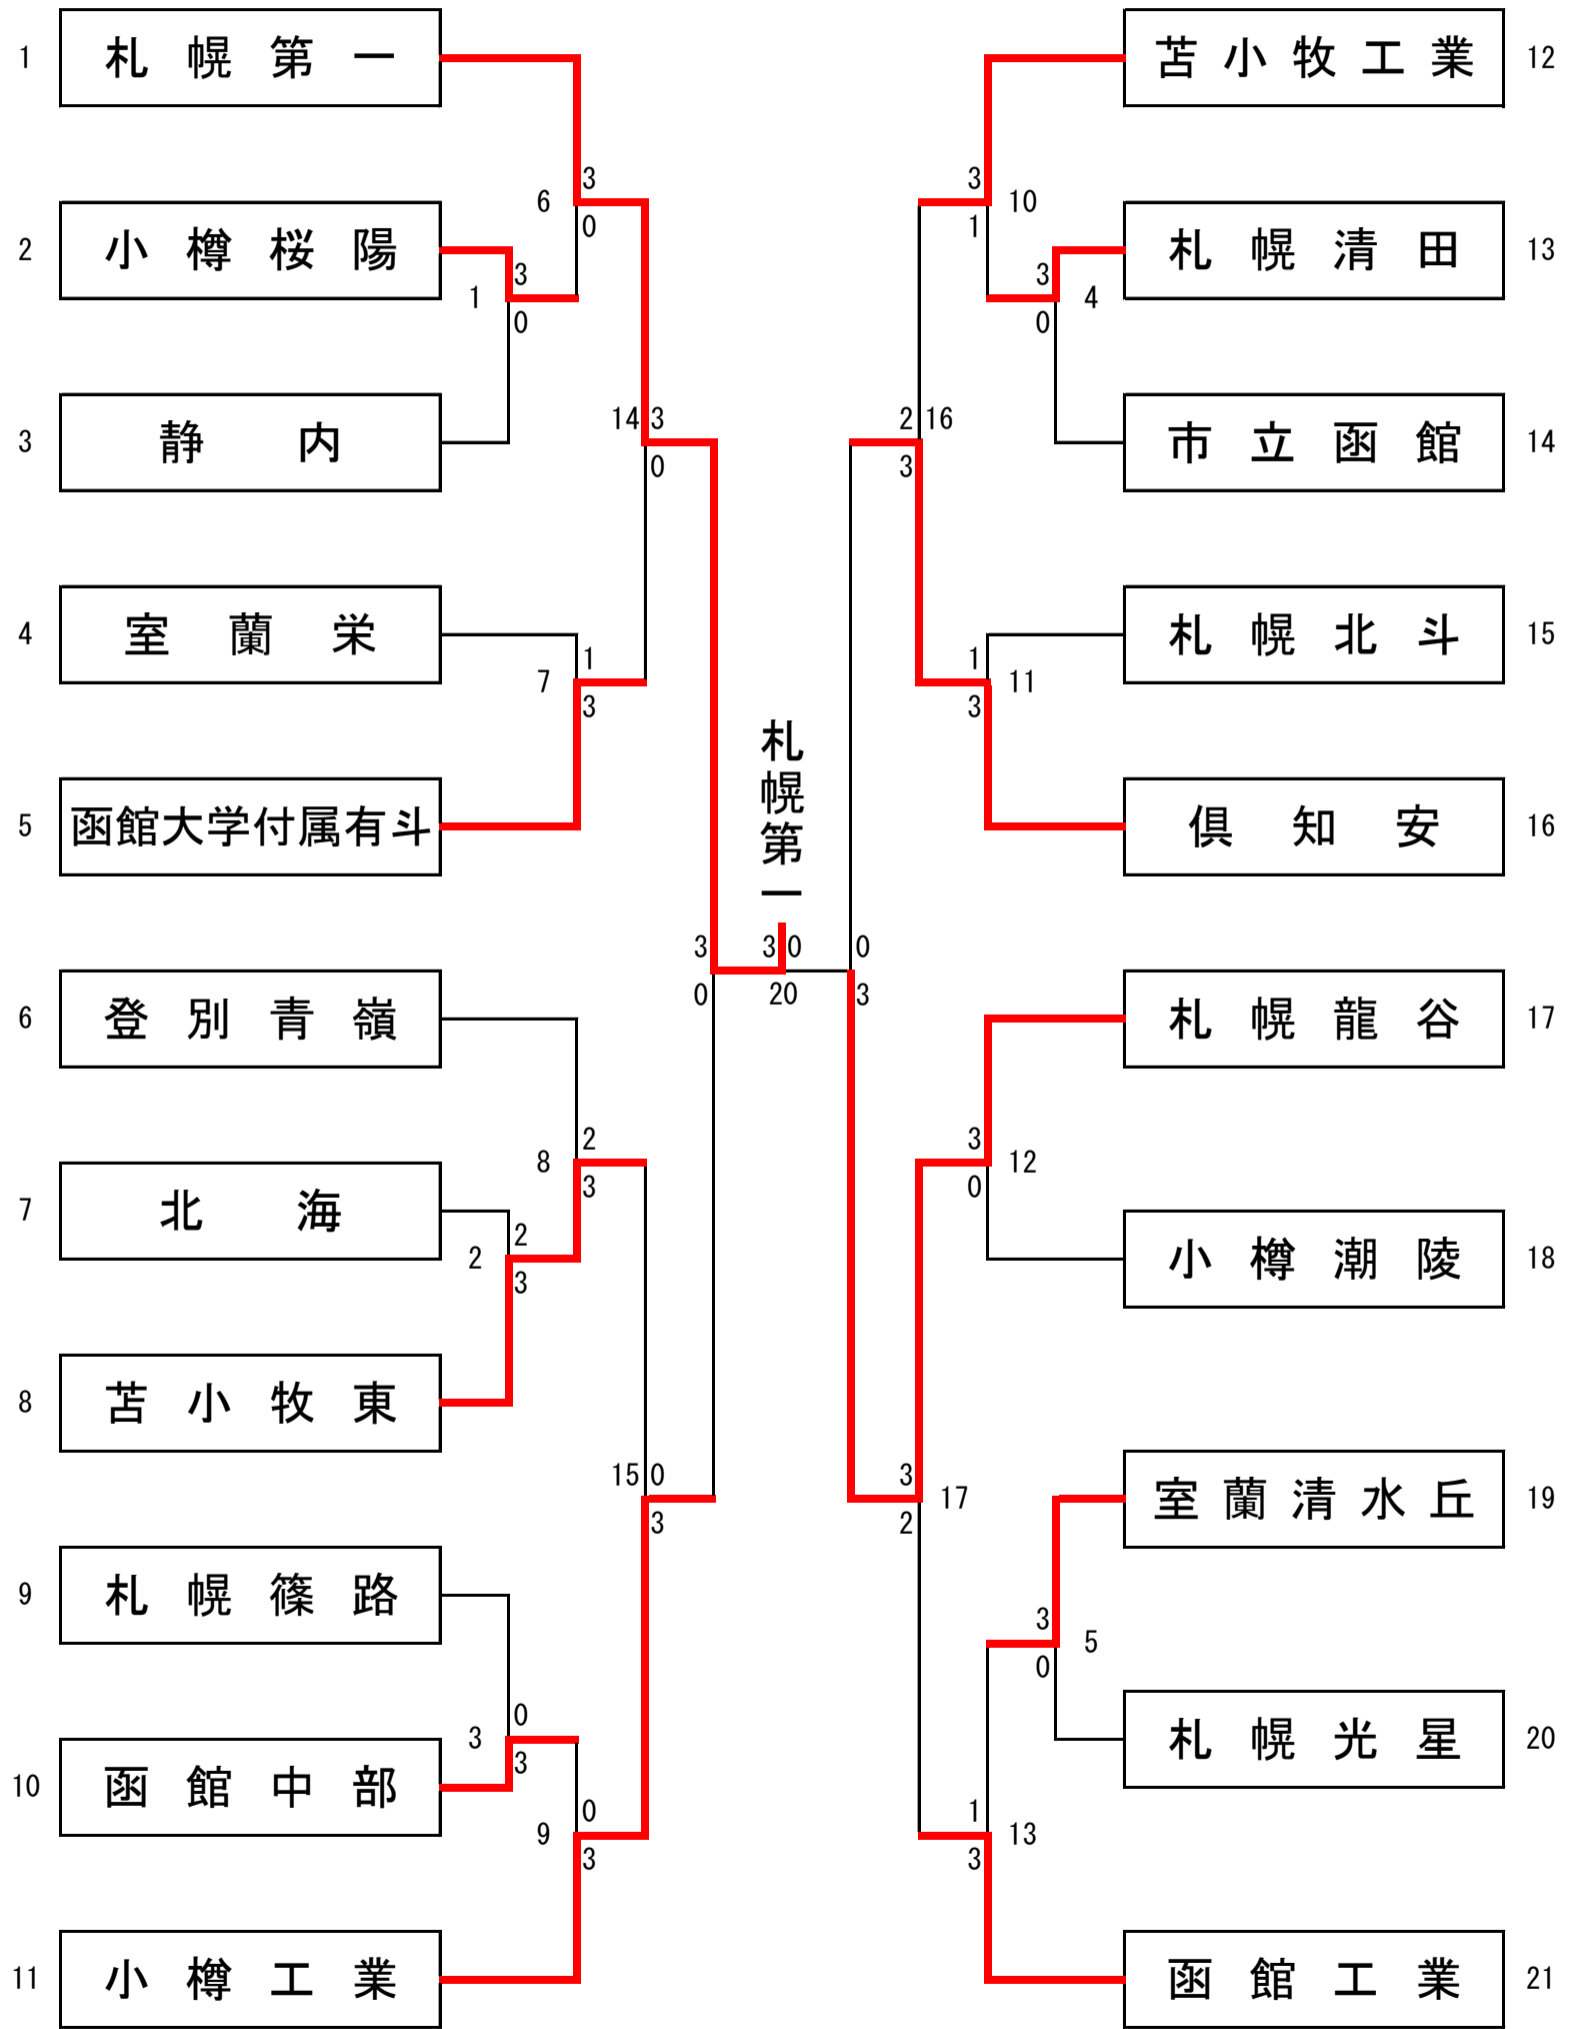 1 札幌第一
2 小樽桜陽
3 静内
4 室蘭栄
5 函館大学付属有斗
6 登別青嶺
7 北海
8 苫小牧東
9 札幌篠路
10 函館中部
11 小樽工業
3
6
0
3
1
0
14 3
0
1
7
3
2
8
3
2
2
3
15 0
3
0
3
3
0
9
3
3
0
札幌第一
3 0
20
0
3
2 16
3
3
10
1
3
4
0
1
11
3
3
12
0
3
17
2
3
5
0
1
13
3
苫小牧工業 12
札幌清田 13
市立函館 14
札幌北斗 15
倶知安 16
札幌龍谷 17
小樽潮陵 18
室蘭清水丘 19
札幌光星 20
函館工業 21